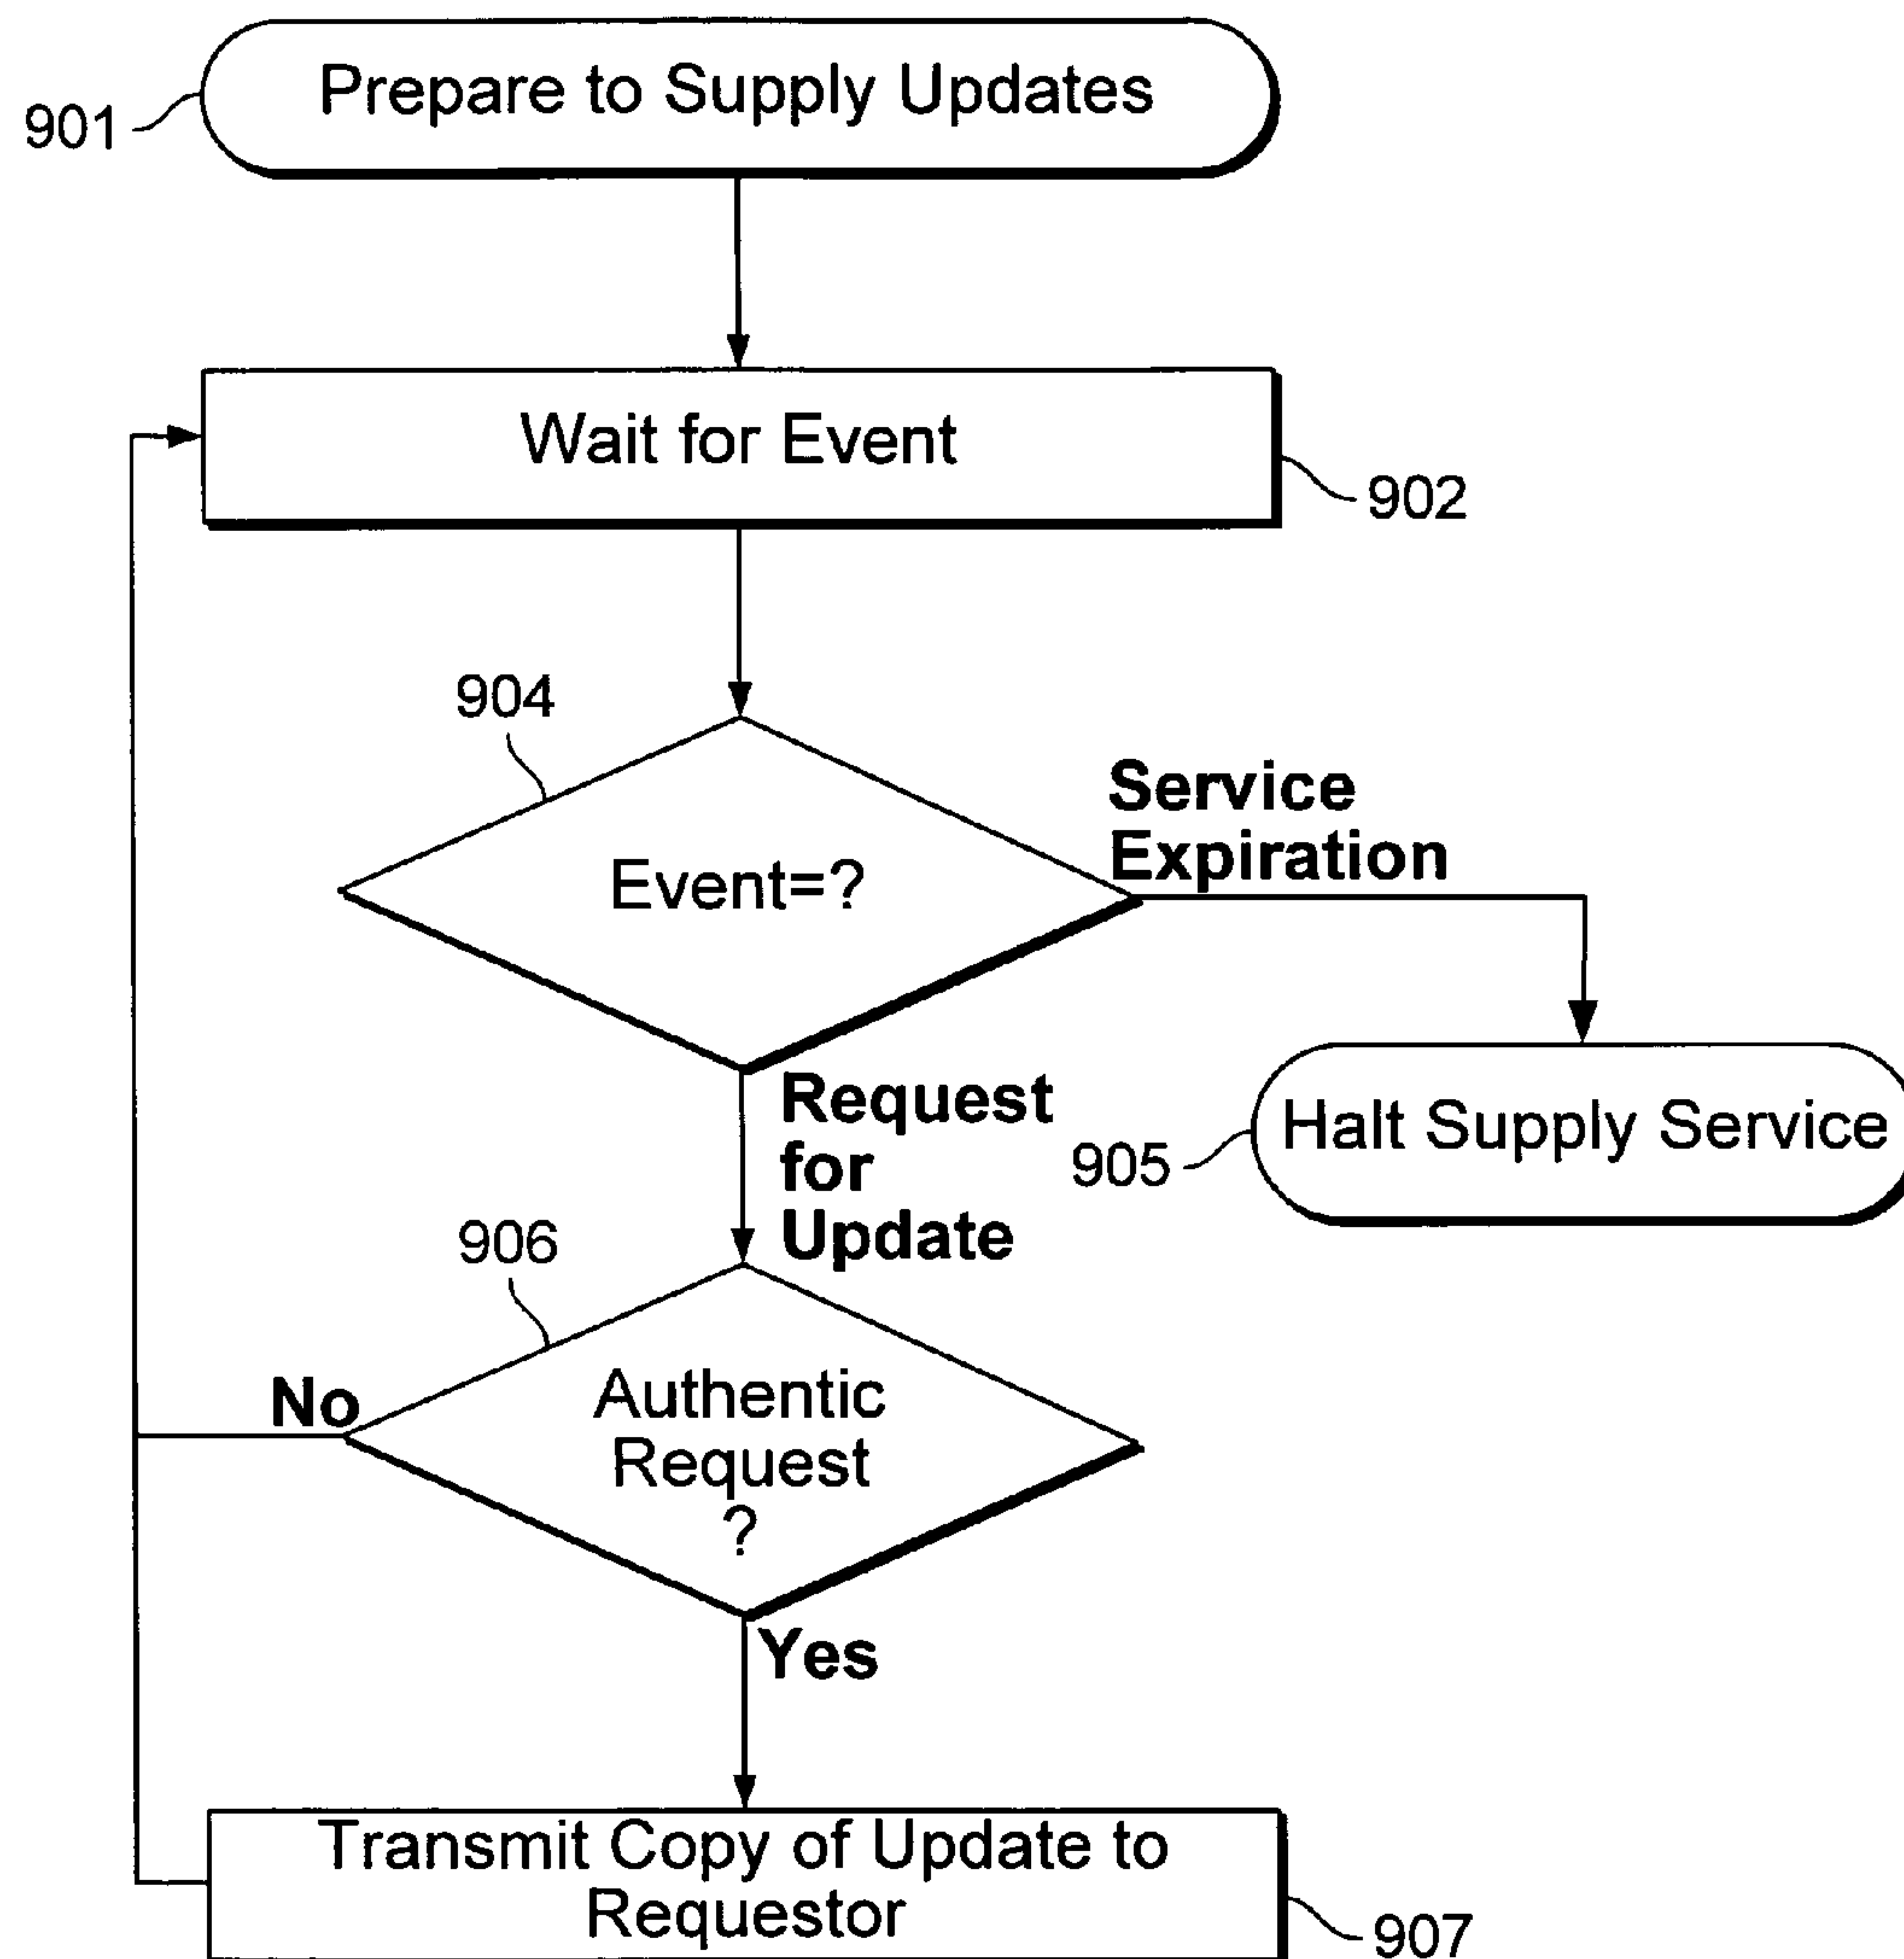 Prepare to Supply Updates
901
Wait for Event
902
904
Event=?
Service
Expiration
Request
for
Update
905
Halt Supply Service
906
No
Authentic
Request
?
Yes
Transmit Copy of Update to
Requestor
907